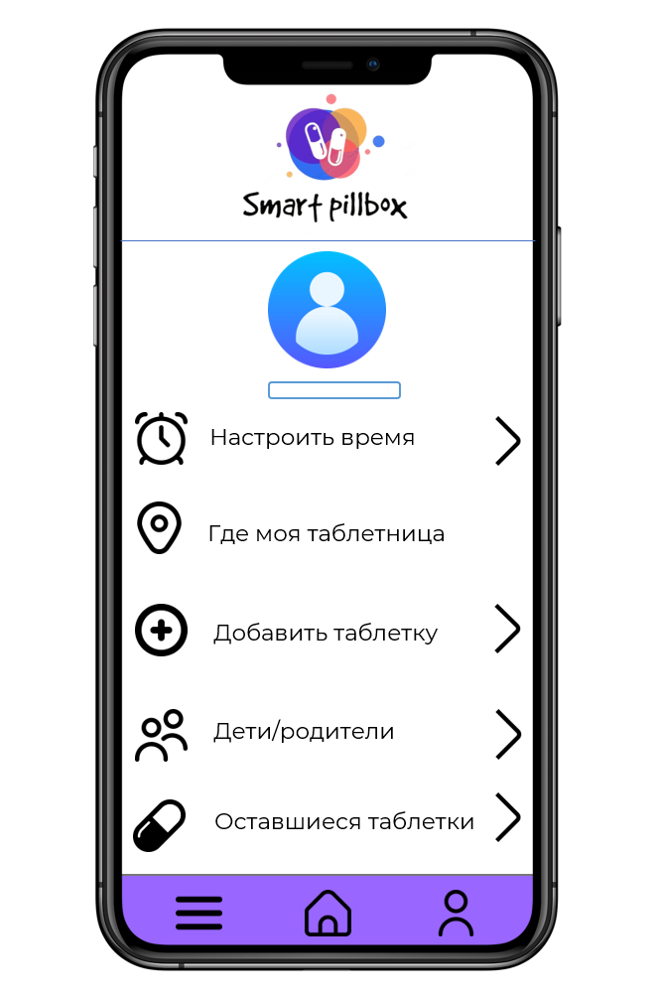 Smart pillbox
Настроить время
Где моя таблетница
Добавить таблетку
Дети/родители
Оставшиеся таблетки